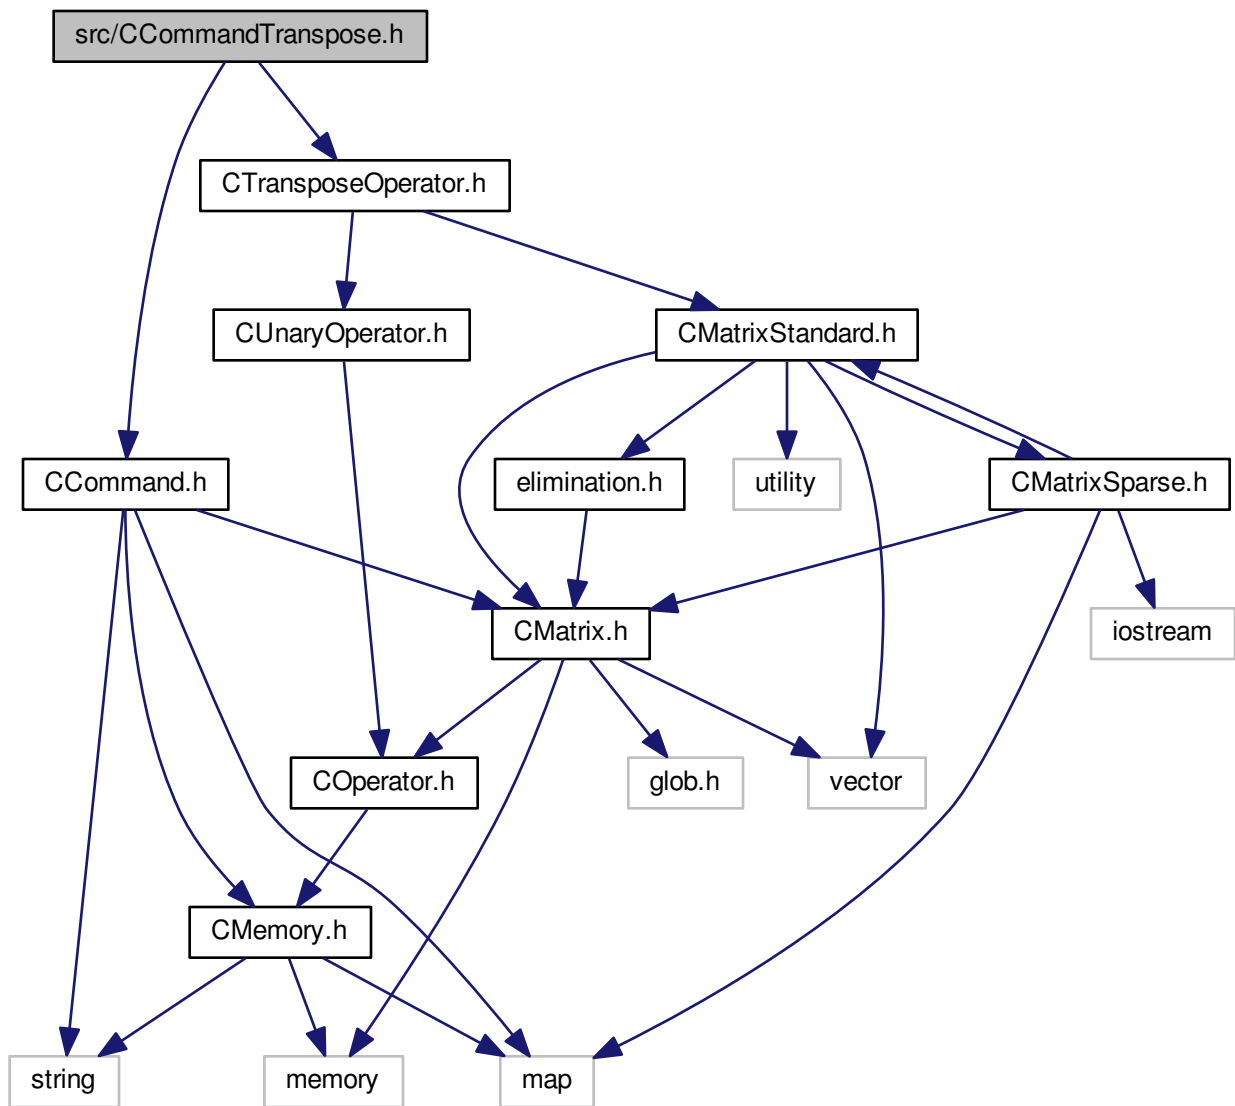 src/CCommandTranspose.h
CTransposeOperator.h
CUnaryOperator.h
CMatrixStandard.h
CCommand.h
elimination.h
utility
CMatrixSparse.h
CMatrix.h
iostream
COperator.h
glob.h
vector
CMemory.h
string
memory
map